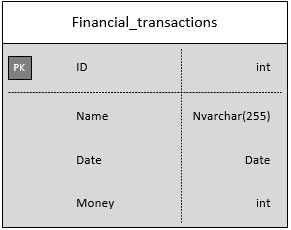 Financial_transactions
PK ID int
Name Nvarchar(255)
Date Date
Money int